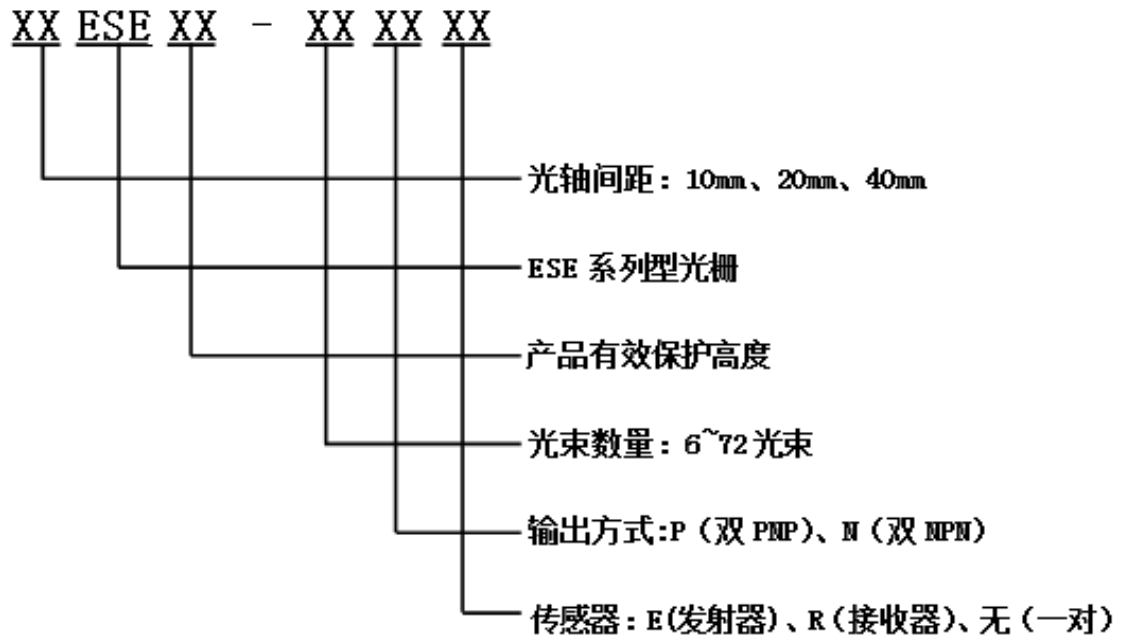 XX ESE XX - XX XX XX
光轴间距：10mm、20mm、40mm
ESE 系列型光栅
产品有效保护高度
光束数量：6~72光束
输出方式:P（双 PNP）、N（双 NPN）
传感器：E(发射器)、R（接收器）、无（一对）